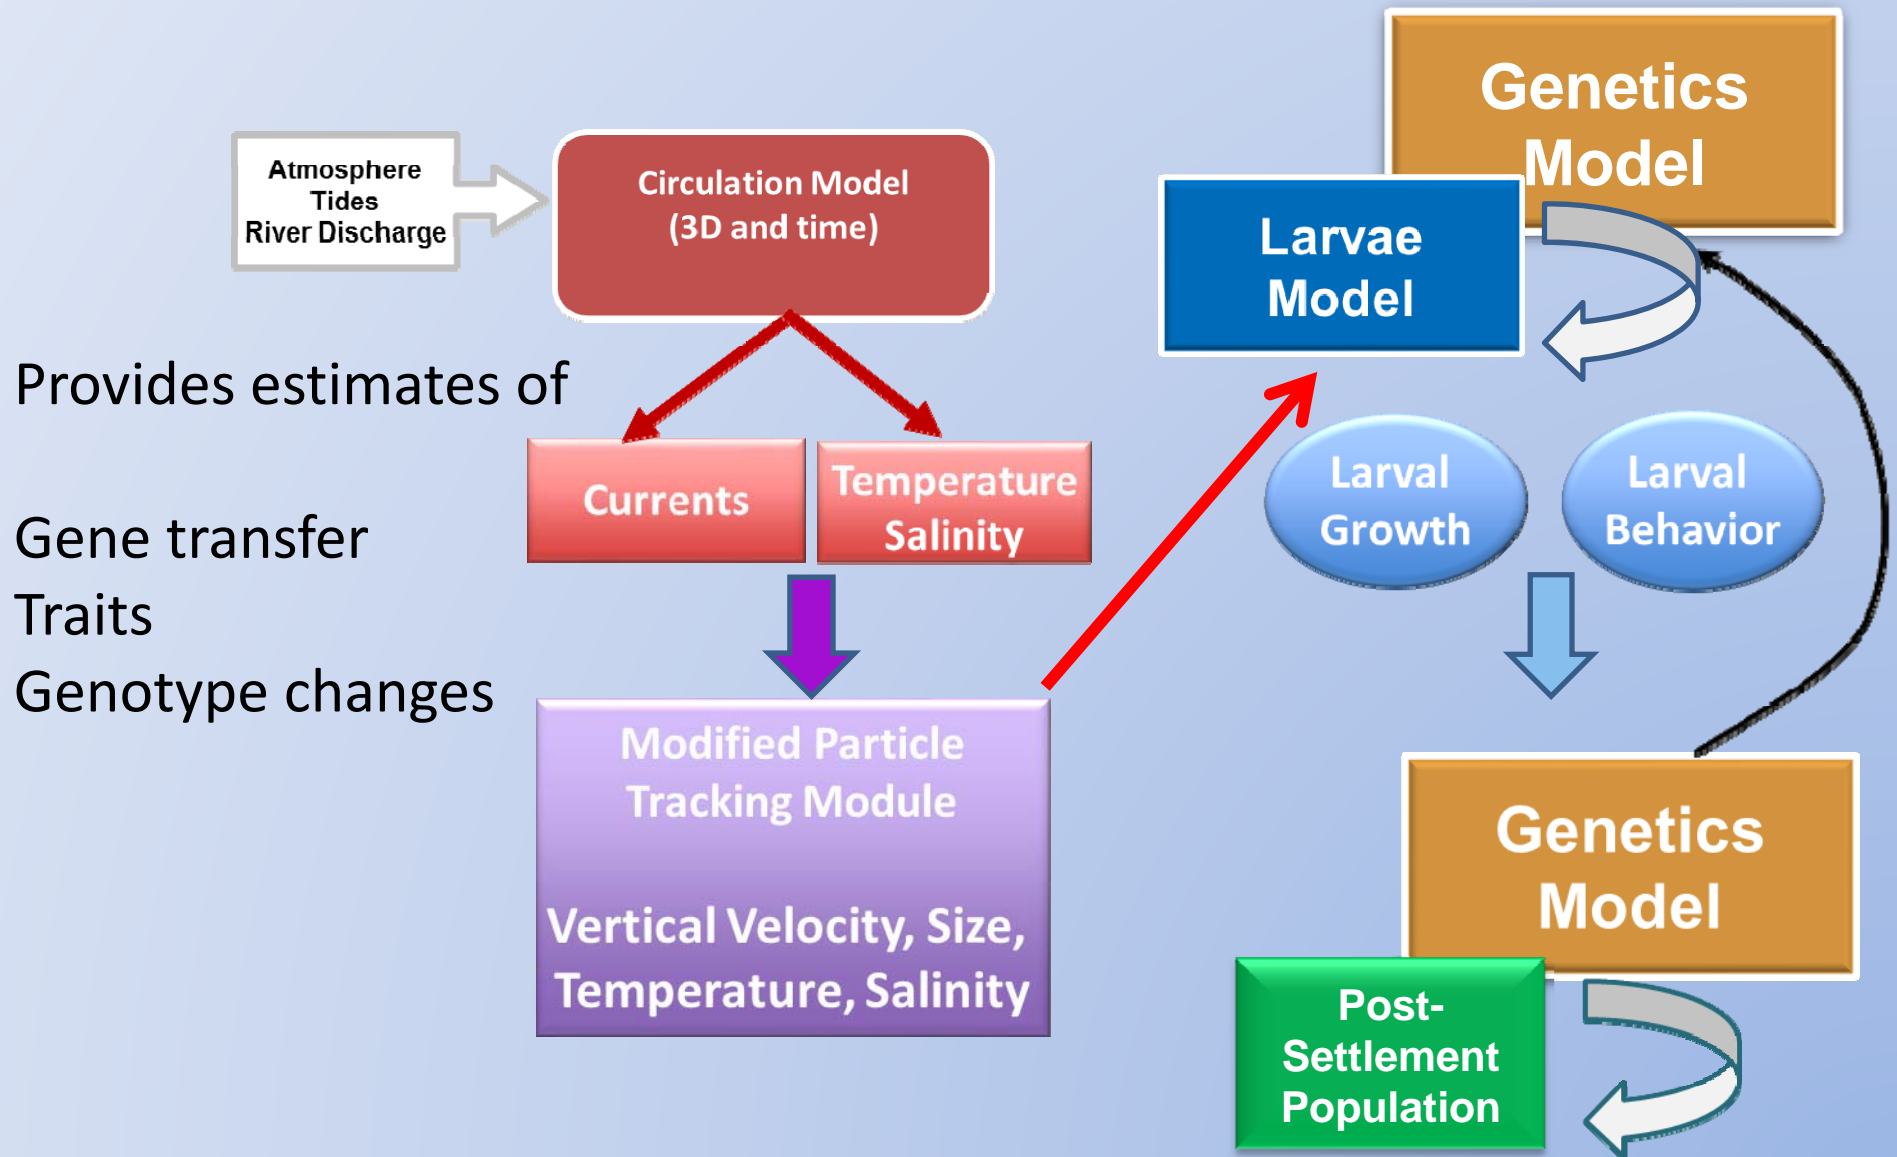 Genetics
Model
Atmosphere
Tides
River Discharge
Circulation Model
(3D and time)
Larvae
Model
Provides estimates of
Gene transfer
Traits
Genotype changes
Currents
Temperature
Salinity
Larval
Growth
Larval
Behavior
Modified Particle
Tracking Module
Vertical Velocity, Size,
Temperature, Salinity
Genetics
Model
Post-
Settlement
Population